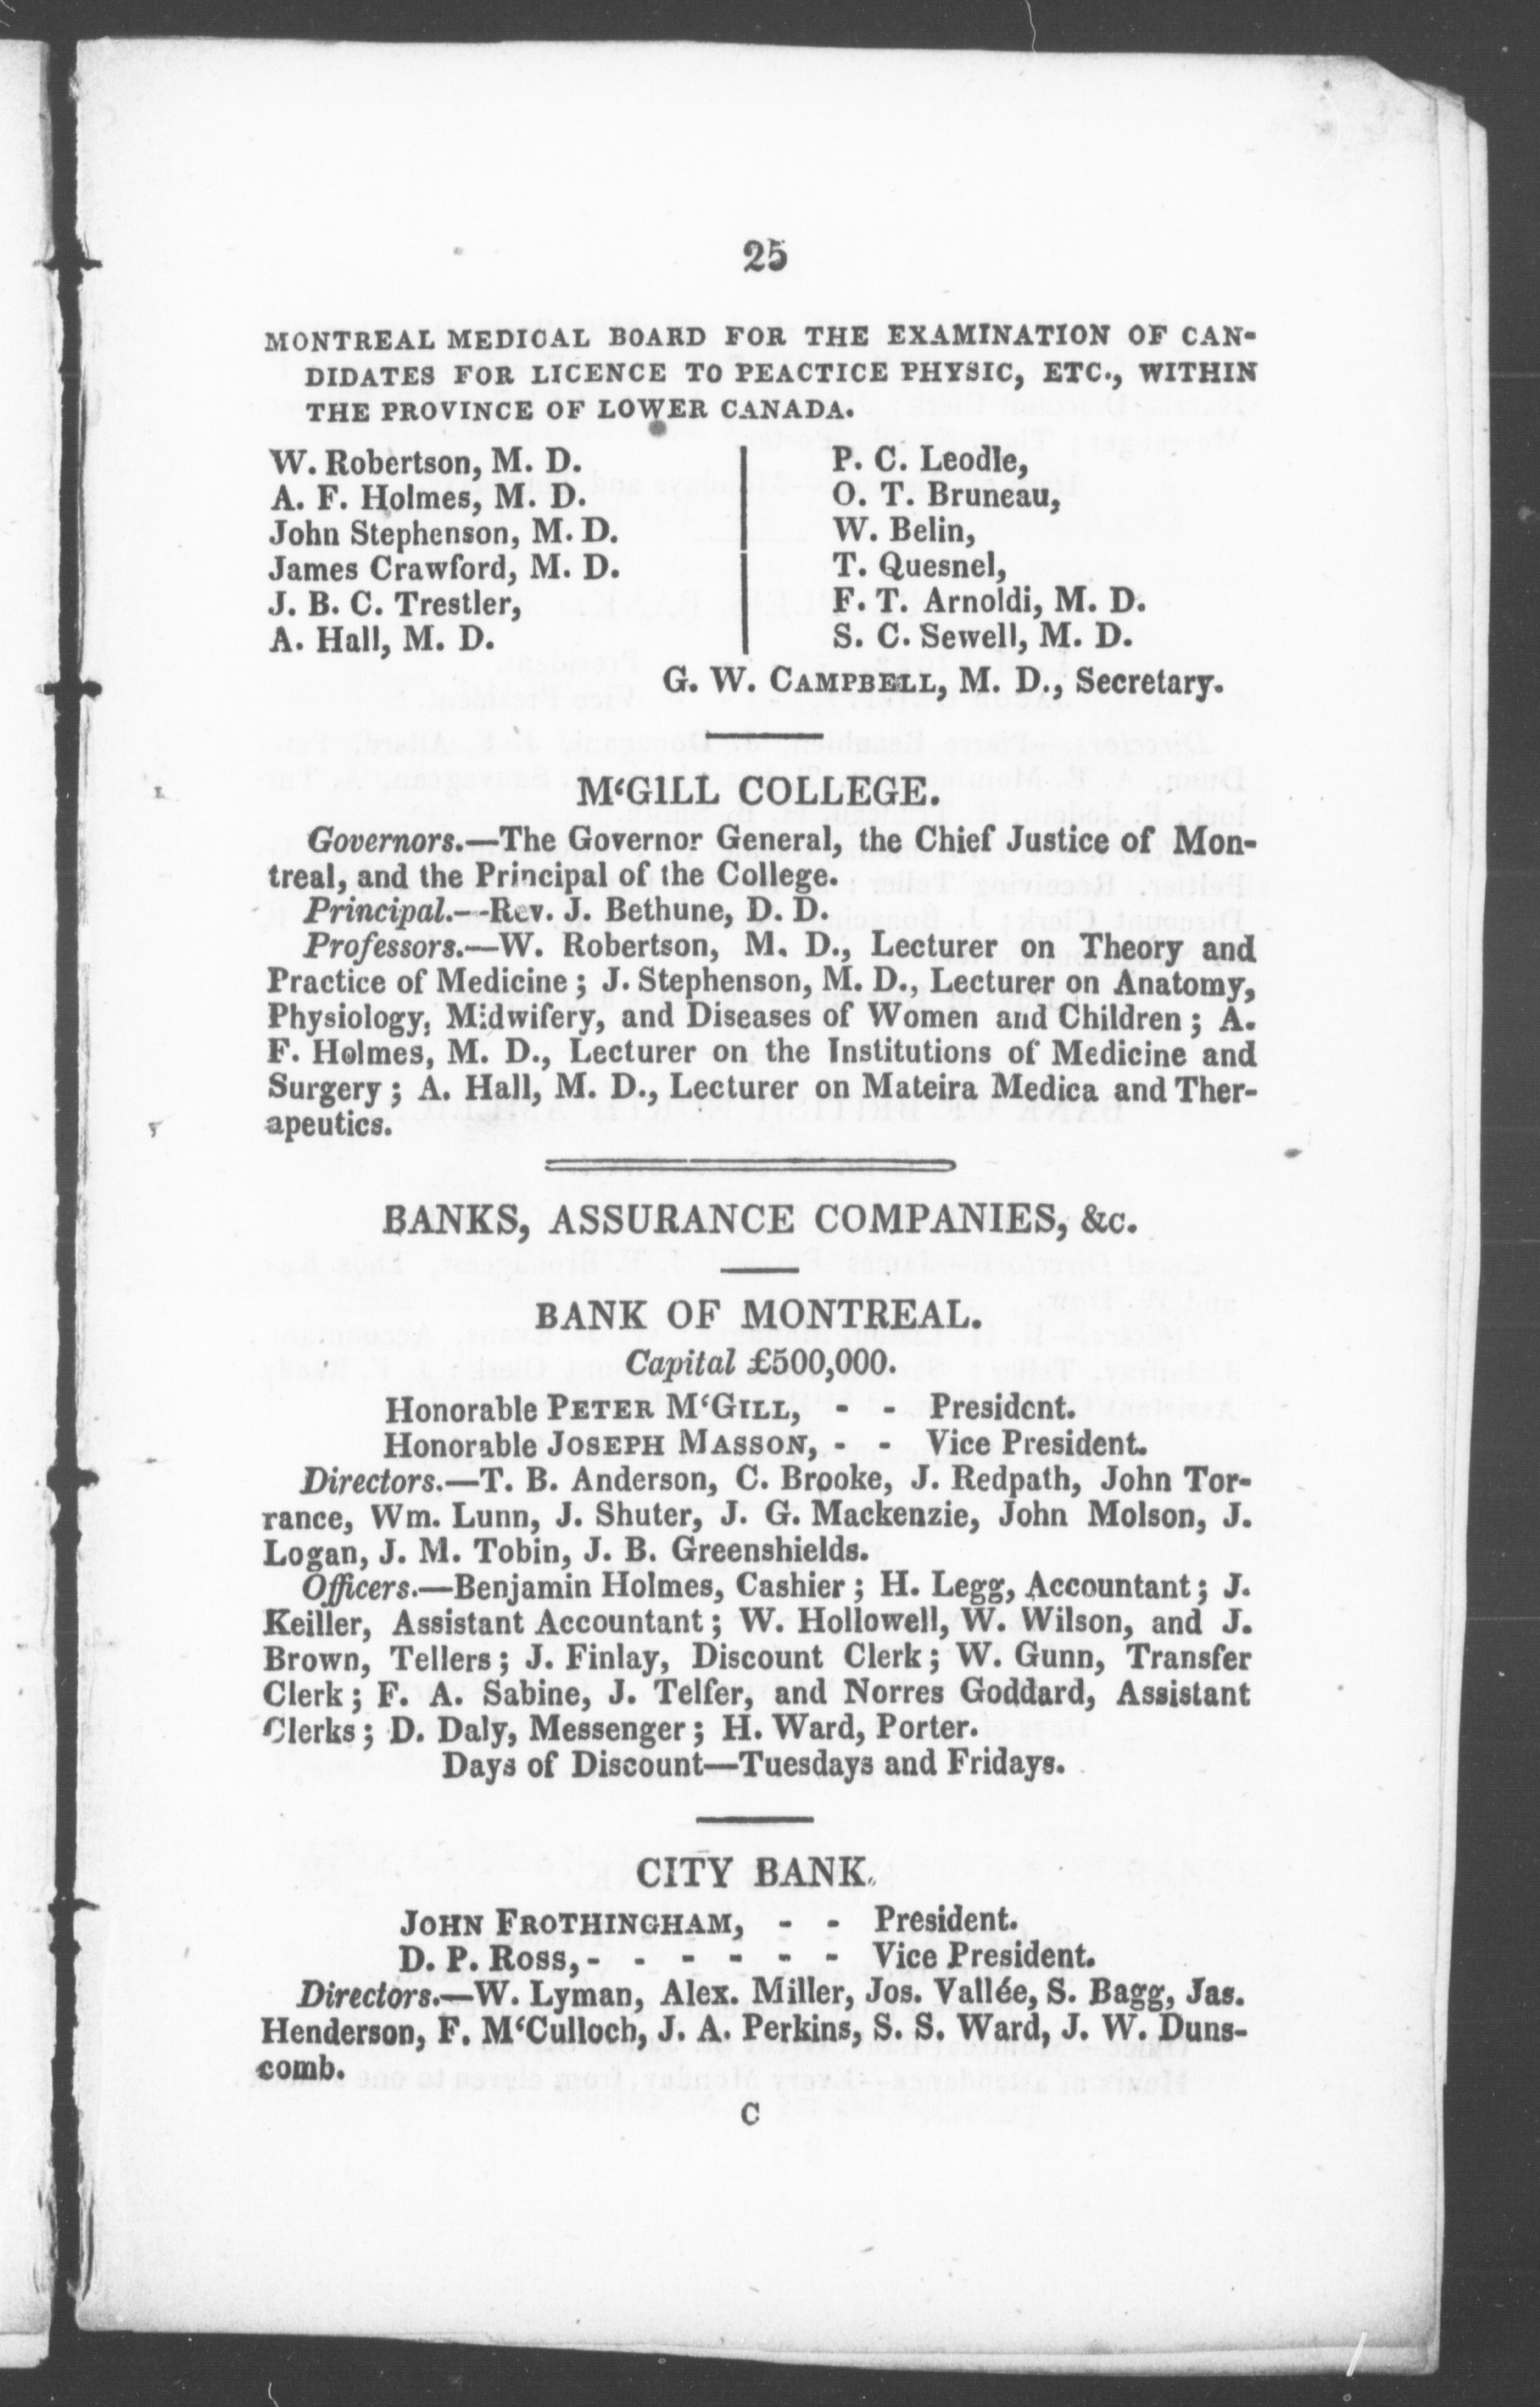 25
MONTREAL MEDICAL BOARD FOR THE EXAMINATION OF CAN-
DIDATES FOR LICENCE TO PEACTICE PHYSIC, ETC., WITHIN
THE PROVINCE OF LOWER CANADA.
W. Robertson, M. D.
A. F. Holmes, M. D.
John Stephenson, M. D.
James Crawford, M. D.
J. B. C. Trestler,
A. Hall, M. D.
P. C. Leodle,
O. T. Bruneau,
W. Belin,
T. Quesnel,
F. T. Arnoldi, M. D.
S. C. Sewell, M. D.
G. W. CAMPBELL, M. D., Secretary.
M‘GILL COLLEGE.
Governors.—The Governor General, the Chief Justice of Mon-
treal, and the Principal of the College.
Principal.—Rev. J. Bethune, D. D.
Professors.—W. Robertson, M. D., Lecturer on Theory and
Practice of Medicine; J. Stephenson, M. D., Lecturer on Anatomy,
Physiology, Midwifery, and Diseases of Women and Children; A.
F. Holmes, M. D., Lecturer on the Institutions of Medicine and
Surgery; A. Hall, M. D., Lecturer on Mateira Medica and Ther-
apeutics.
BANKS, ASSURANCE COMPANIES, &c.
BANK OF MONTREAL.
Capital £500,000.
Honorable PETER M‘GILL, - - President.
Honorable JOSEPH MASSON, - - Vice President.
Directors.—T. B. Anderson, C. Brooke, J. Redpath, John Tor-
rance, Wm. Lunn, J. Shuter, J. G. Mackenzie, John Molson, J.
Logan, J. M. Tobin, J. B. Greenshields.
Officers.—Benjamin Holmes, Cashier; H. Legg, Accountant; J.
Keiller, Assistant Accountant; W. Hollowell, W. Wilson, and J.
Brown, Tellers; J. Finlay, Discount Clerk; W. Gunn, Transfer
Clerk; F. A. Sabine, J. Telfer, and Norres Goddard, Assistant
Clerks; D. Daly, Messenger; H. Ward, Porter.
Days of Discount—Tuesdays and Fridays.
CITY BANK.
JOHN FROTHINGHAM, - - President.
D. P. ROSS, - - - - - - Vice President.
Directors.—W. Lyman, Alex. Miller, Jos. Vallée, S. Bagg, Jas.
Henderson, F. M‘Culloch, J. A. Perkins, S. S. Ward, J. W. Duns-
comb.
C